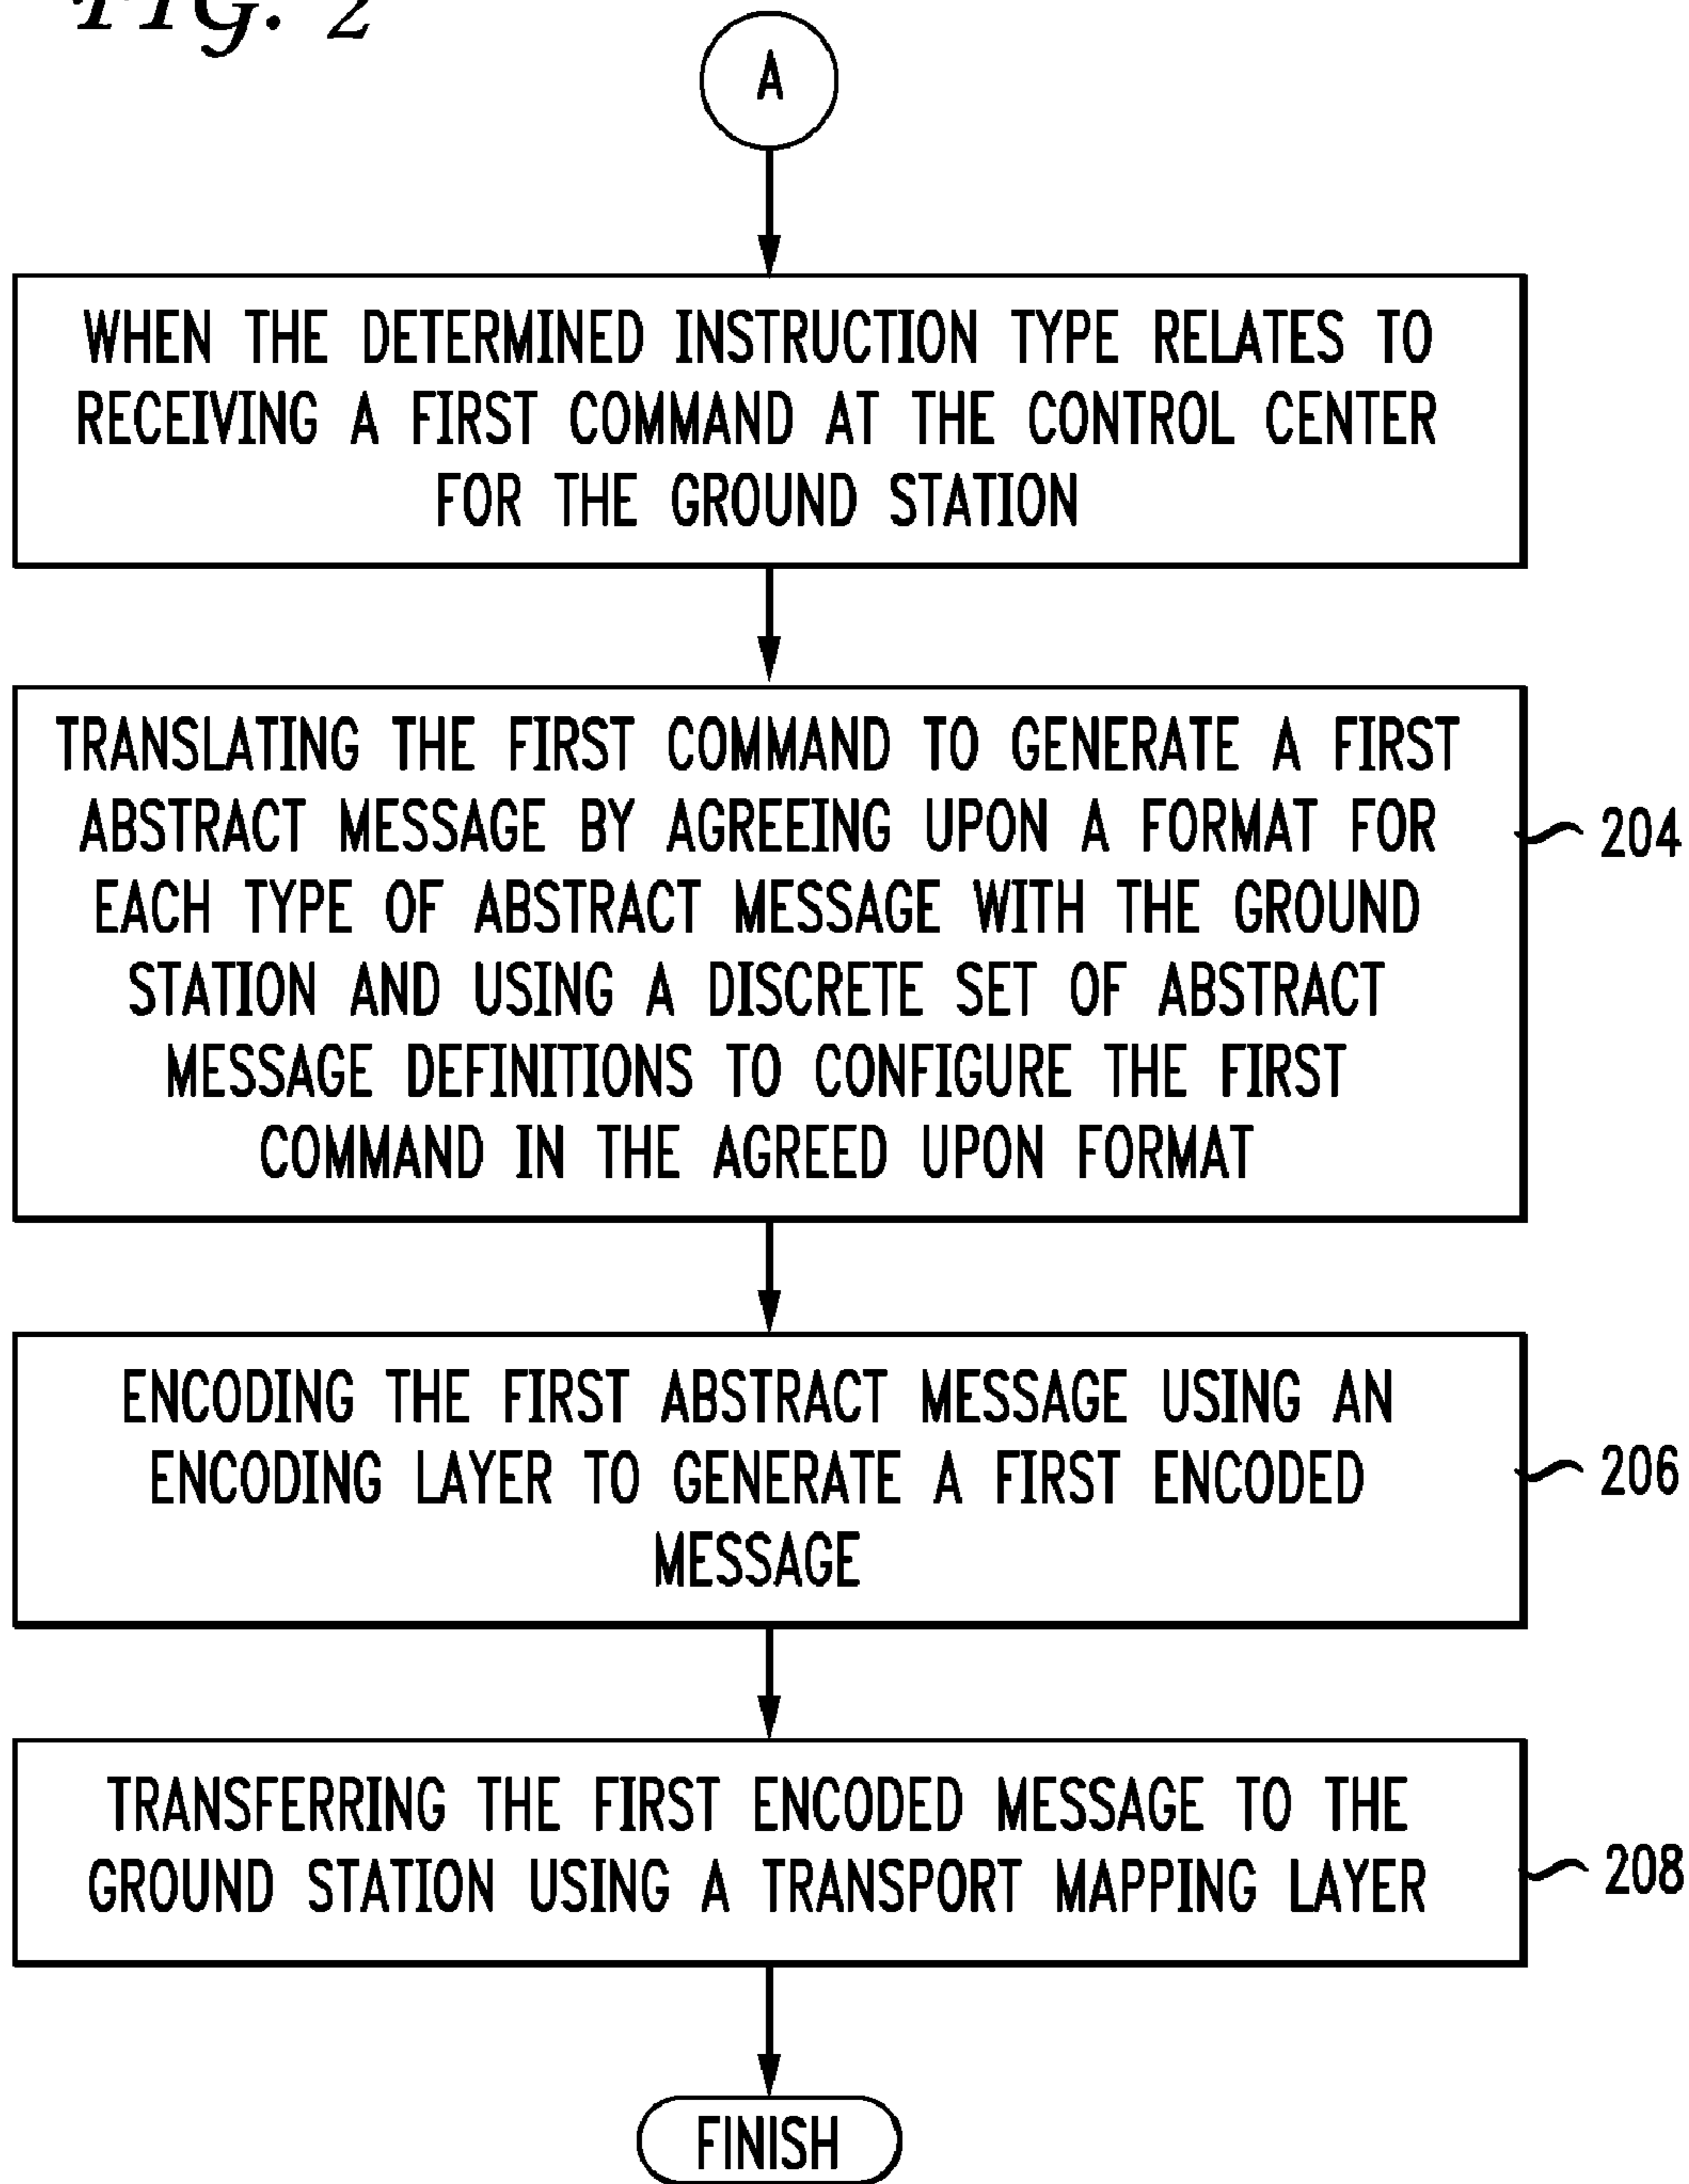 FIG. 2
A
WHEN THE DETERMINED INSTRUCTION TYPE RELATES TO
RECEIVING A FIRST COMMAND AT THE CONTROL CENTER
FOR THE GROUND STATION
TRANSLATING THE FIRST COMMAND TO GENERATE A FIRST
ABSTRACT MESSAGE BY AGREEING UPON A FORMAT FOR
EACH TYPE OF ABSTRACT MESSAGE WITH THE GROUND
STATION AND USING A DISCRETE SET OF ABSTRACT
MESSAGE DEFINITIONS TO CONFIGURE THE FIRST
COMMAND IN THE AGREED UPON FORMAT
204
ENCODING THE FIRST ABSTRACT MESSAGE USING AN
ENCODING LAYER TO GENERATE A FIRST ENCODED
MESSAGE
206
TRANSFERRING THE FIRST ENCODED MESSAGE TO THE
GROUND STATION USING A TRANSPORT MAPPING LAYER
208
FINISH